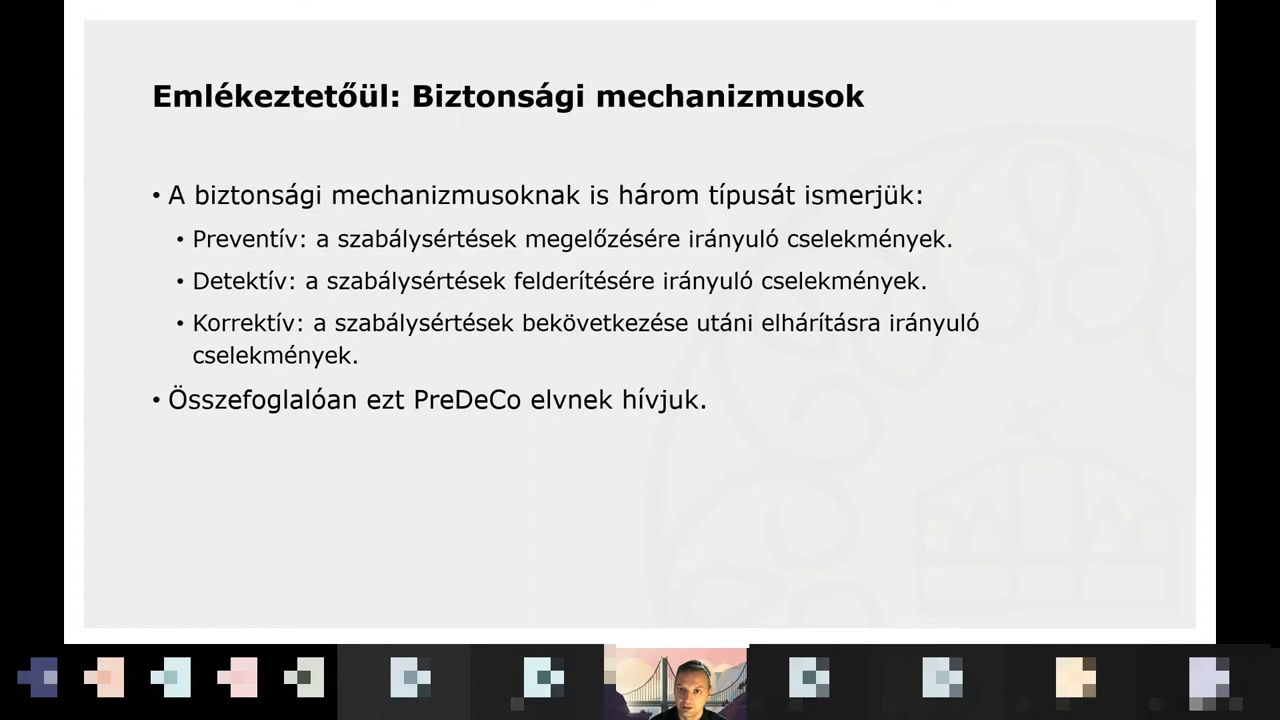 Emlékeztetőül: Biztonsági mechanizmusok
• A biztonsági mechanizmusoknak is három típusát ismerjük:
• Preventív: a szabálysértések megelőzésére irányuló cselekmények.
• Detektív: a szabálysértések felderítésére irányuló cselekmények.
• Korrektív: a szabálysértések bekövetkezése utáni elhárításra irányuló
cselekmények.
• Összefoglalóan ezt PreDeCo elvnek hívjuk.